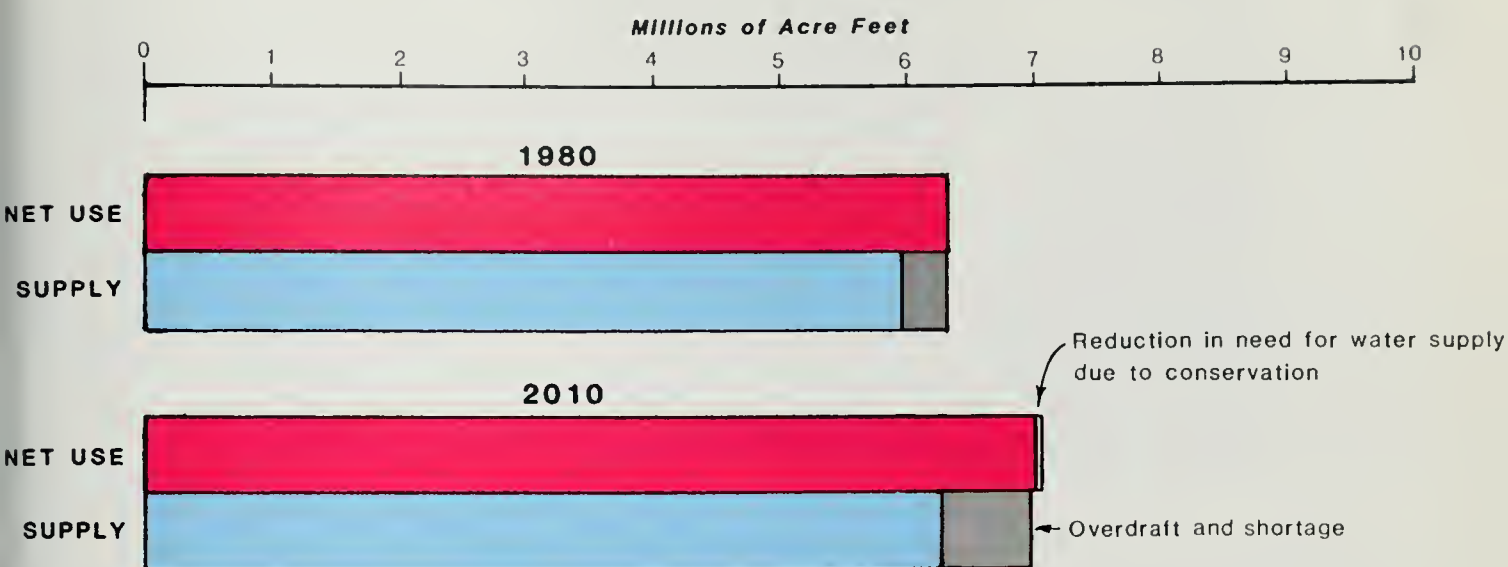 Millions of Acre Feet
0 1 2 3 4 5 6 7 8 9 10
1980
NET USE
SUPPLY
Reduction in need for water supply
due to conservation
2010
NET USE
SUPPLY
Overdraft and shortage